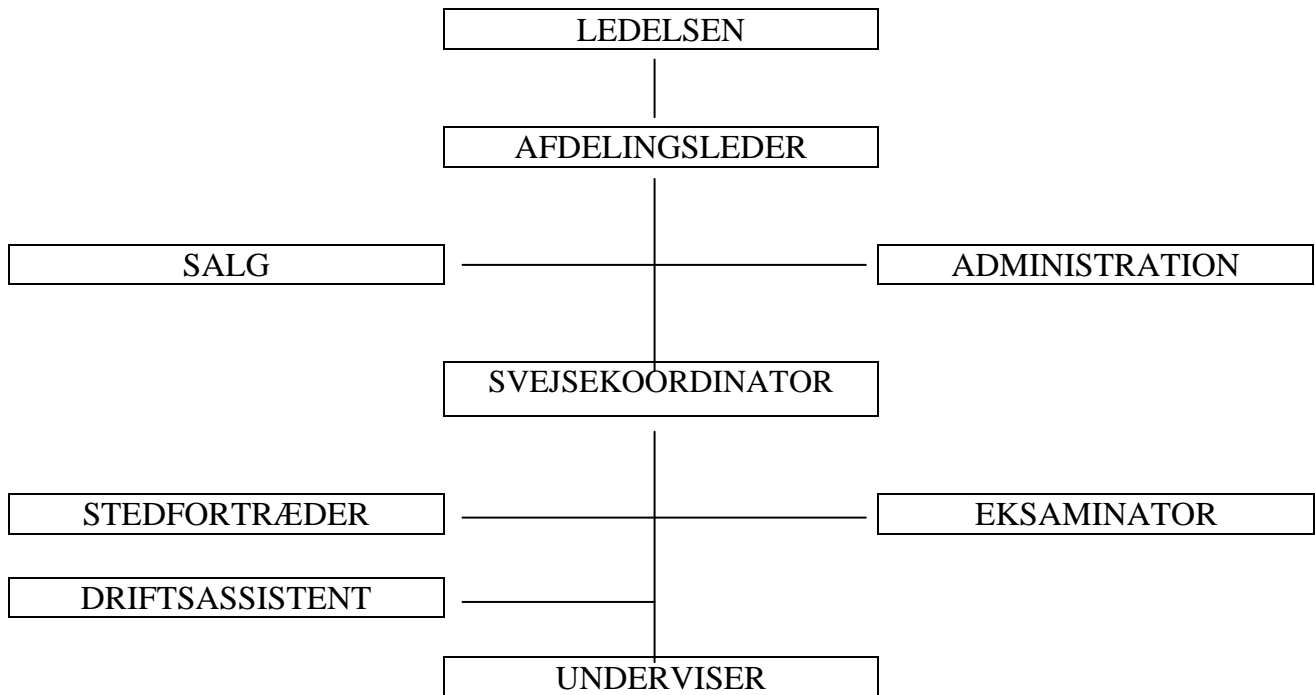 LEDELSEN
AFDELINGSLEDER
SALG
ADMINISTRATION
SVEJSEKOORDINATOR
STEDFORTRÆDER
EKSAMINATOR
DRIFTSASSISTENT
UNDERVISER